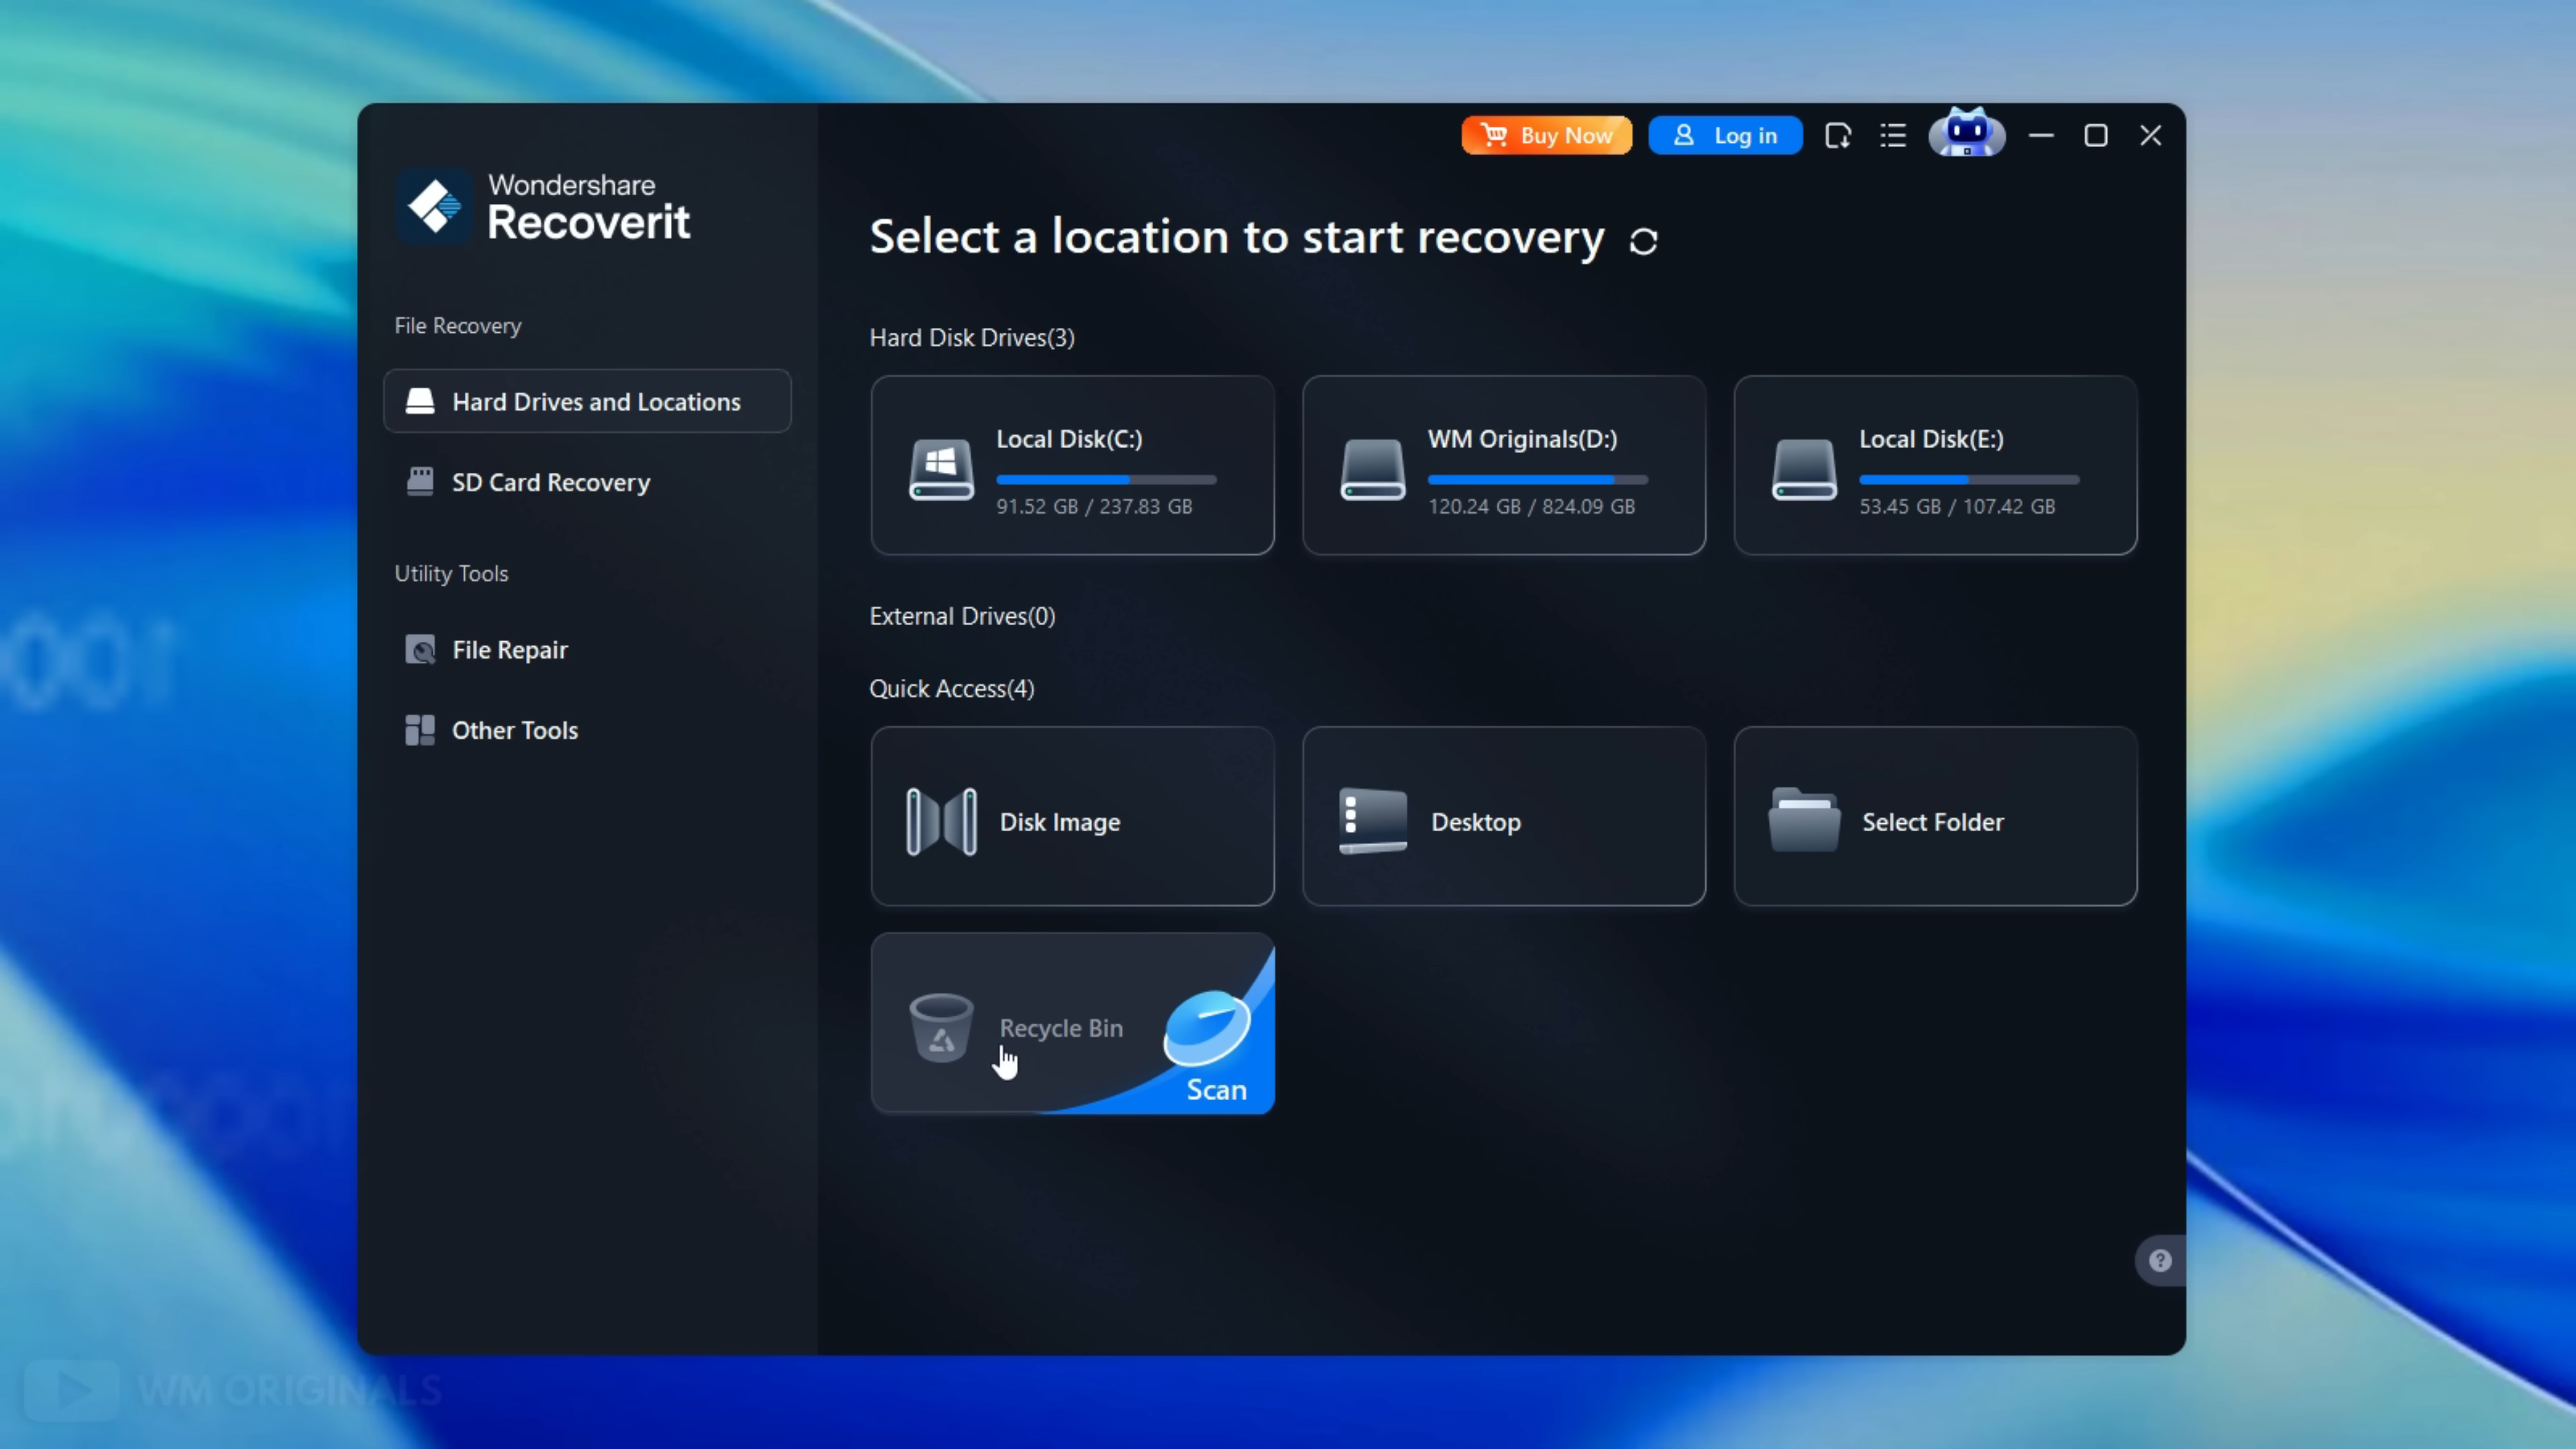 Buy Now
Log in
Wondershare
Recoverit
Select a location to start recovery
File Recovery
Hard Drives and Locations
SD Card Recovery
Utility Tools
File Repair
Other Tools
Hard Disk Drives(3)
Local Disk(C:)
91.52 GB / 237.83 GB
WM Originals(D:)
120.24 GB / 824.09 GB
Local Disk(E:)
53.45 GB / 107.42 GB
External Drives(0)
Quick Access(4)
Disk Image
Desktop
Select Folder
Recycle Bin
Scan
?
WM ORIGINALS